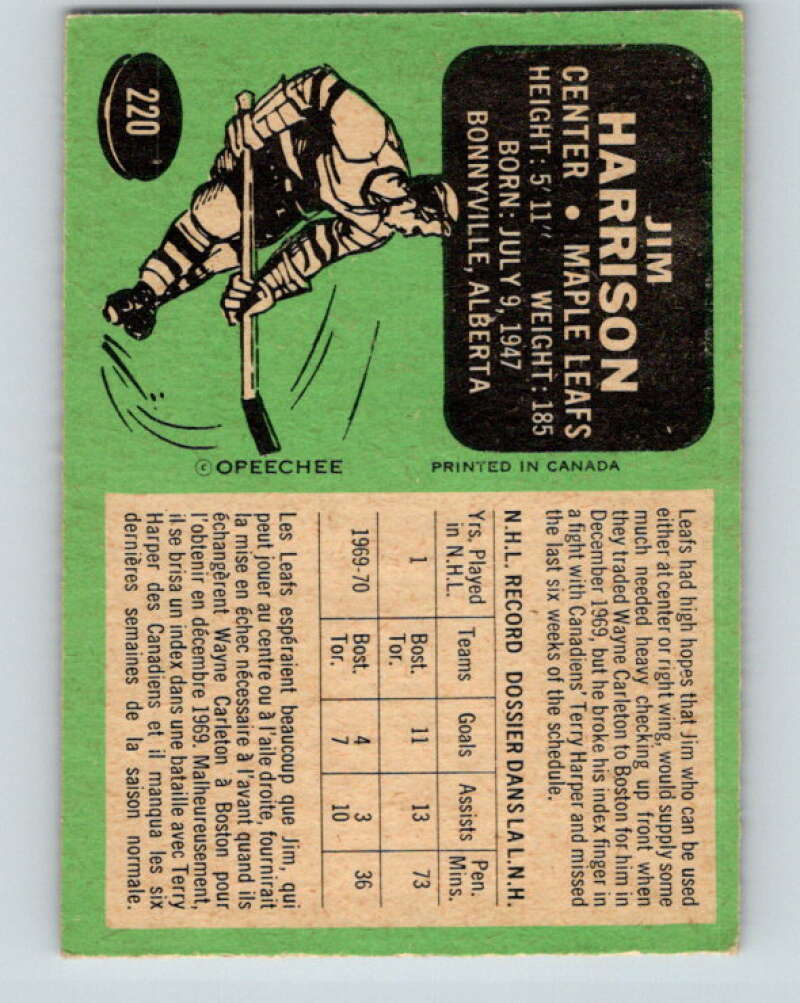 220
JIM
HARRISON
CENTER • MAPLE LEAFS
HEIGHT: 5'11" WEIGHT: 185
BORN: JULY 9, 1947
BONNYVILLE, ALBERTA
© OPEECHEE
PRINTED IN CANADA
Leafs had high hopes that Jim who can be used
either at center or right wing, would supply some
much needed heavy checking up front when
they traded Wayne Carleton to Boston for him in
December 1969, but he broke his index finger in
a fight with Canadiens' Terry Harper and missed
the last six weeks of the schedule.
N.H.L. RECORD DOSSIER DANS LA L.N.H.
Yrs. Played Teams Goals Assists Pen.
in N.H.L. Mins.
1 Bost. 11 13 73
Tor.
1969-70 Bost. 4 3 36
Tor. 7 10
Les Leafs espéraient beaucoup que Jim, qui
peut jouer au centre ou à l'aile droite, fournirait
la mise en échec nécessaire à l'avant quand ils
échangèrent Wayne Carleton à Boston pour
l'obtenir en décembre 1969. Malheureusement,
il se brisa un index dans une bataille avec Terry
Harper des Canadiens et il manqua les six
dernières semaines de la saison normale.